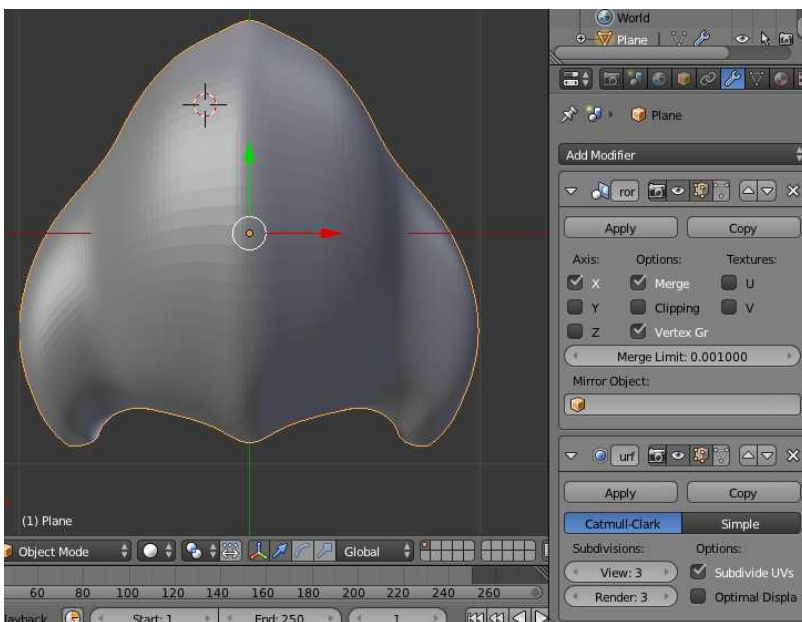 World
Plane
Plane
Add Modifier
ror
Apply Copy
Axis: Options: Textures:
X Merge U
Y Clipping V
Z Vertex Gr
Merge Limit: 0.001000
Mirror Object:
urf
Apply Copy
Catmull-Clark Simple
Subdivisions: Options:
View: 3 Subdivide UVs
Render: 3 Optimal Displa
(1) Plane
Object Mode Global
60 80 100 120 140 160 180 200 220 240 260
layback Start: 1 End: 250 1